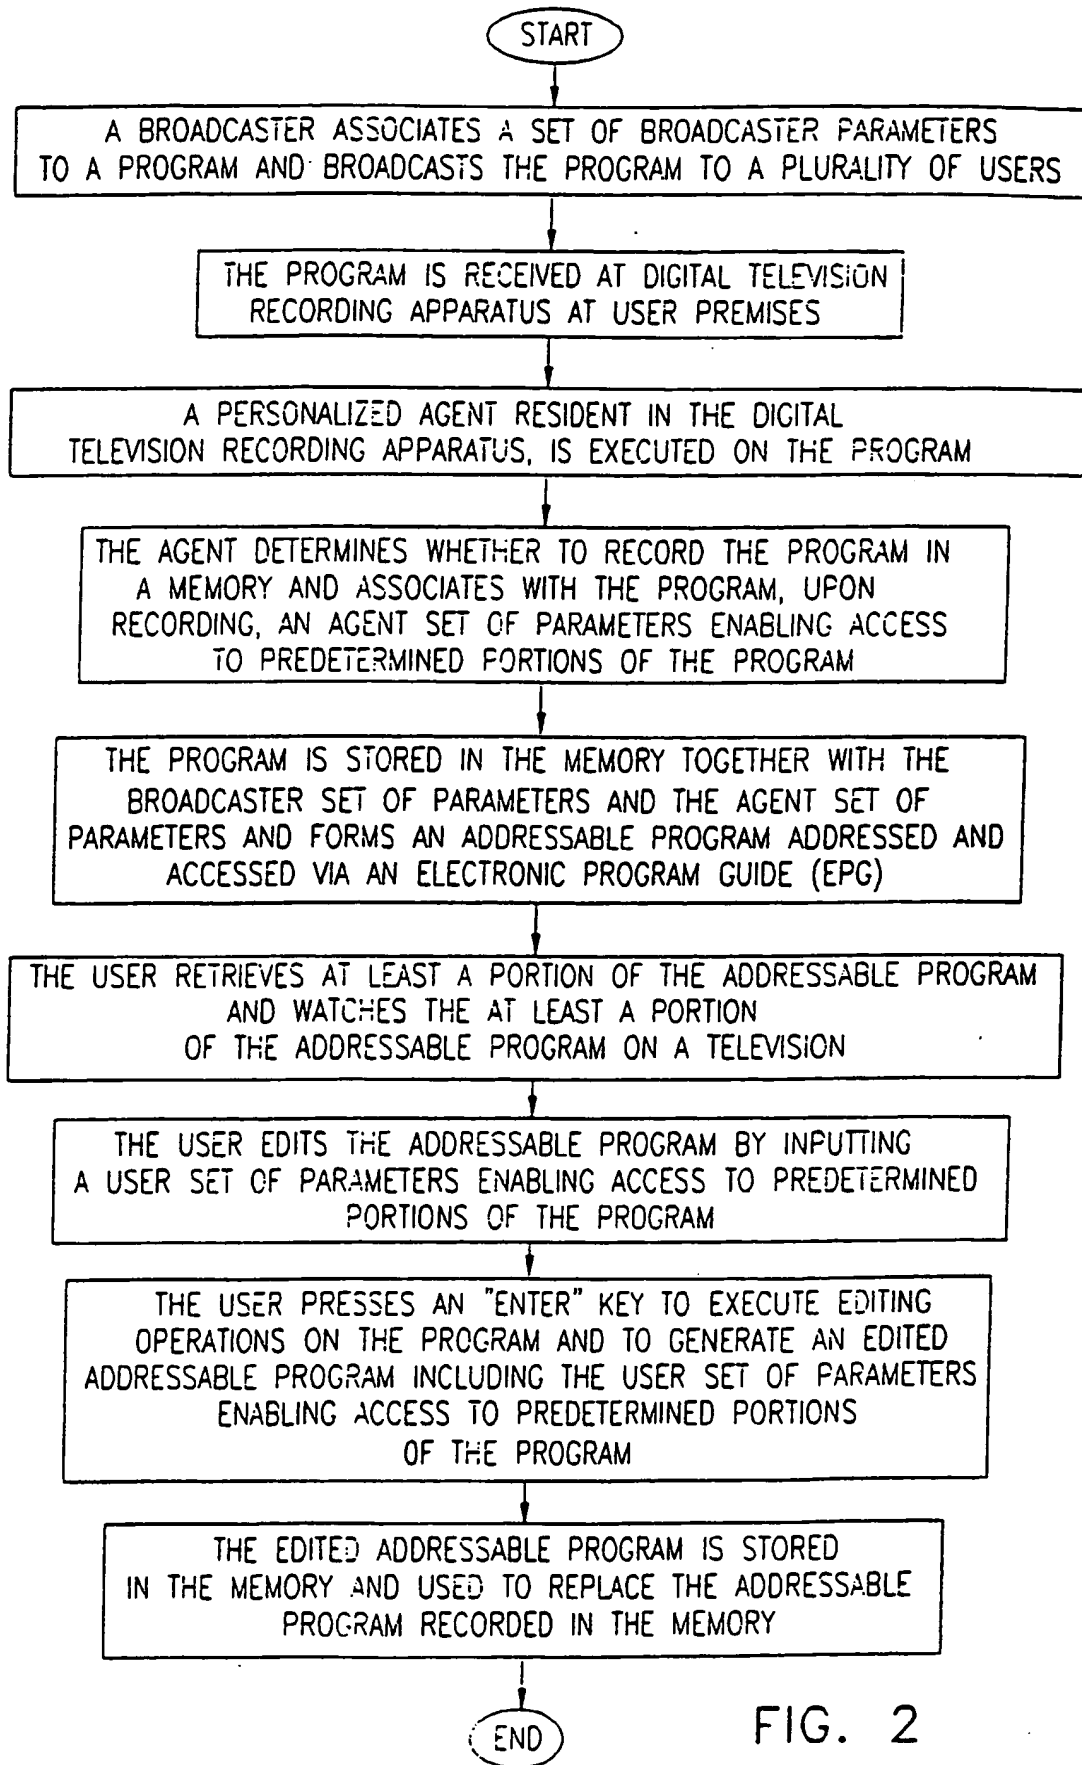 START
A BROADCASTER ASSOCIATES A SET OF BROADCASTER PARAMETERS
TO A PROGRAM AND BROADCASTS THE PROGRAM TO A PLURALITY OF USERS
THE PROGRAM IS RECEIVED AT DIGITAL TELEVISION
RECORDING APPARATUS AT USER PREMISES
A PERSONALIZED AGENT RESIDENT IN THE DIGITAL
TELEVISION RECORDING APPARATUS, IS EXECUTED ON THE PROGRAM
THE AGENT DETERMINES WHETHER TO RECORD THE PROGRAM IN
A MEMORY AND ASSOCIATES WITH THE PROGRAM, UPON
RECORDING, AN AGENT SET OF PARAMETERS ENABLING ACCESS
TO PREDETERMINED PORTIONS OF THE PROGRAM
THE PROGRAM IS STORED IN THE MEMORY TOGETHER WITH THE
BROADCASTER SET OF PARAMETERS AND THE AGENT SET OF
PARAMETERS AND FORMS AN ADDRESSABLE PROGRAM ADDRESSED AND
ACCESSED VIA AN ELECTRONIC PROGRAM GUIDE (EPG)
THE USER RETRIEVES AT LEAST A PORTION OF THE ADDRESSABLE PROGRAM
AND WATCHES THE AT LEAST A PORTION
OF THE ADDRESSABLE PROGRAM ON A TELEVISION
THE USER EDITS THE ADDRESSABLE PROGRAM BY INPUTTING
A USER SET OF PARAMETERS ENABLING ACCESS TO PREDETERMINED
PORTIONS OF THE PROGRAM
THE USER PRESSES AN "ENTER" KEY TO EXECUTE EDITING
OPERATIONS ON THE PROGRAM AND TO GENERATE AN EDITED
ADDRESSABLE PROGRAM INCLUDING THE USER SET OF PARAMETERS
ENABLING ACCESS TO PREDETERMINED PORTIONS
OF THE PROGRAM
THE EDITED ADDRESSABLE PROGRAM IS STORED
IN THE MEMORY AND USED TO REPLACE THE ADDRESSABLE
PROGRAM RECORDED IN THE MEMORY
END
FIG. 2